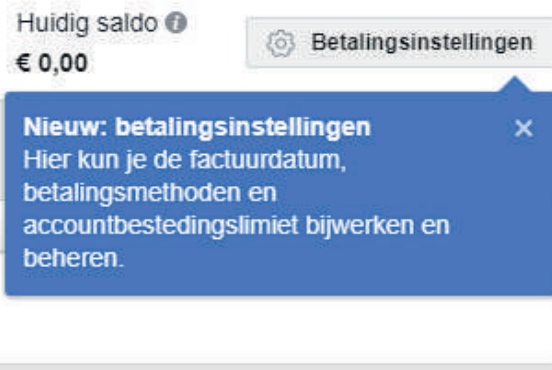 Huidig saldo
Betalingsinstellingen
€ 0,00
Nieuw: betalingsinstellingen
Hier kun je de factuurdatum,
betalingsmethoden en
accountbestedingslimiet bijwerken en
beheren.